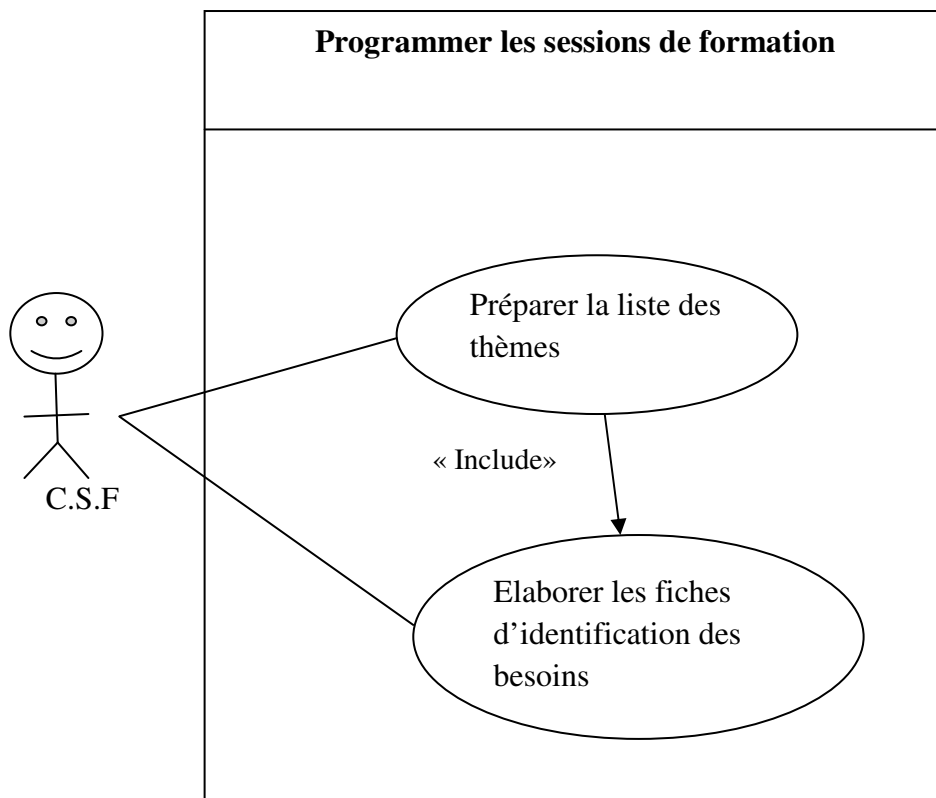 Programmer les sessions de formation
Préparer la liste des
thèmes
« Include»
C.S.F
Elaborer les fiches
d’identification des
besoins